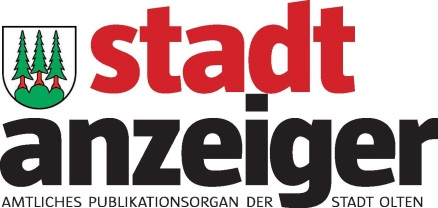 stadt
anzeiger
AMTLICHES PUBLIKATIONSORGAN DER STADT OLTEN